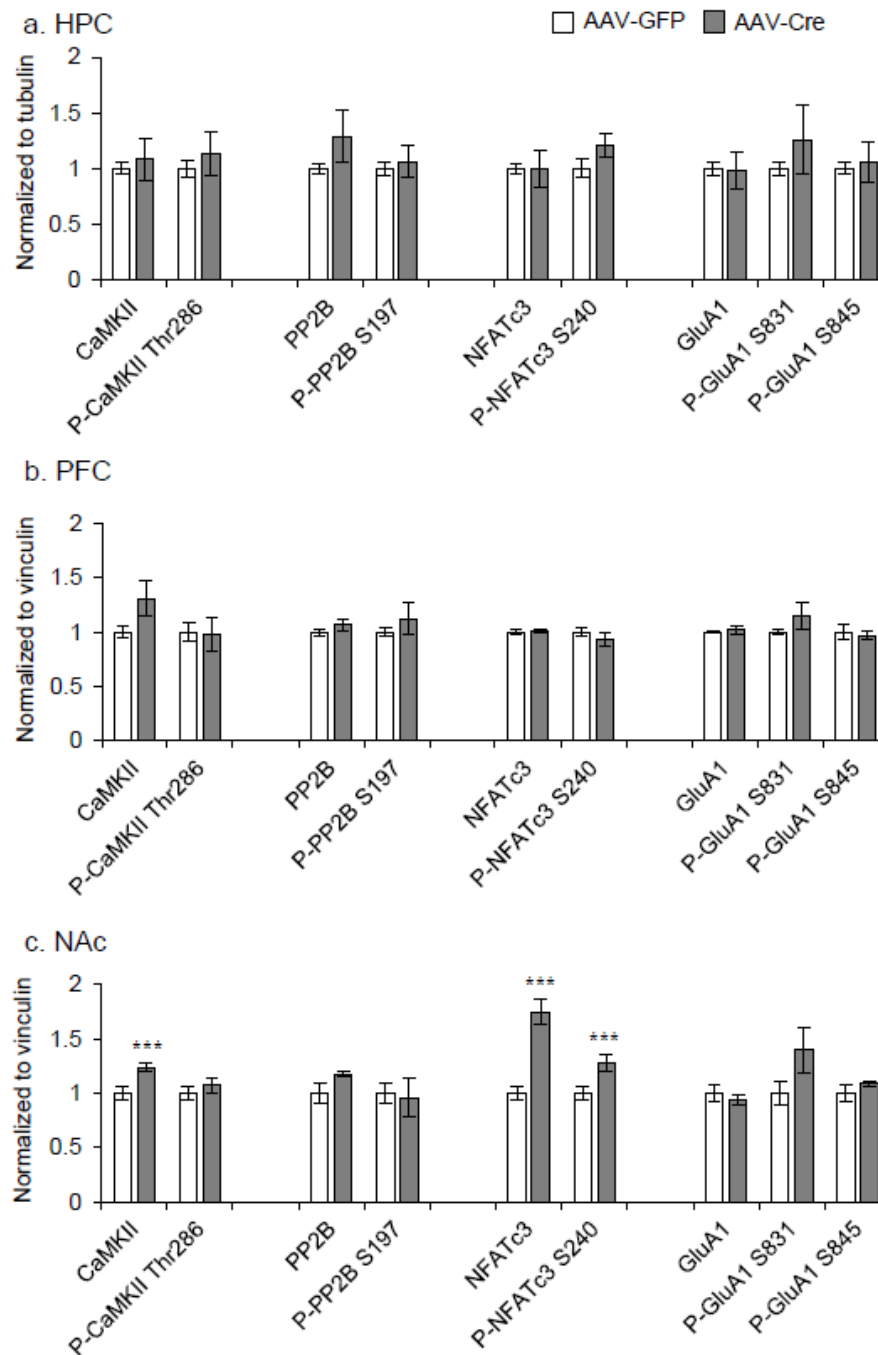 a. HPC
AAV-GFP AAV-Cre
Normalized to tubulin
2
1.5
1
0.5
0
CaMKII
P-CaMKII Thr286
PP2B
P-PP2B S197
NFATc3
P-NFATc3 S240
GluA1
P-GluA1 S831
P-GluA1 S845
b. PFC
Normalized to vinculin
2
1.5
1
0.5
0
CaMKII
P-CaMKII Thr286
PP2B
P-PP2B S197
NFATc3
P-NFATc3 S240
GluA1
P-GluA1 S831
P-GluA1 S845
c. NAc
Normalized to vinculin
2
1.5
1
0.5
0
***
***
***
CaMKII
P-CaMKII Thr286
PP2B
P-PP2B S197
NFATc3
P-NFATc3 S240
GluA1
P-GluA1 S831
P-GluA1 S845